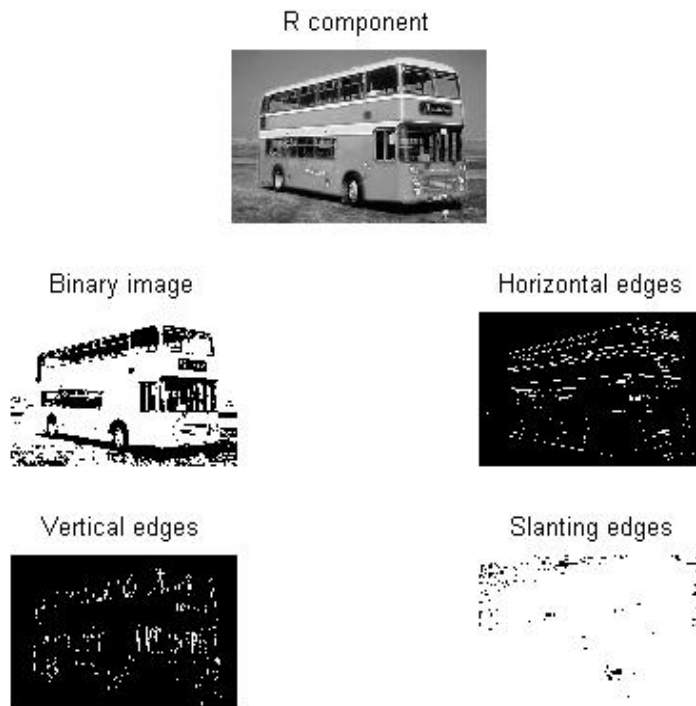 R component
Binary image
Horizontal edges
Vertical edges
Slanting edges